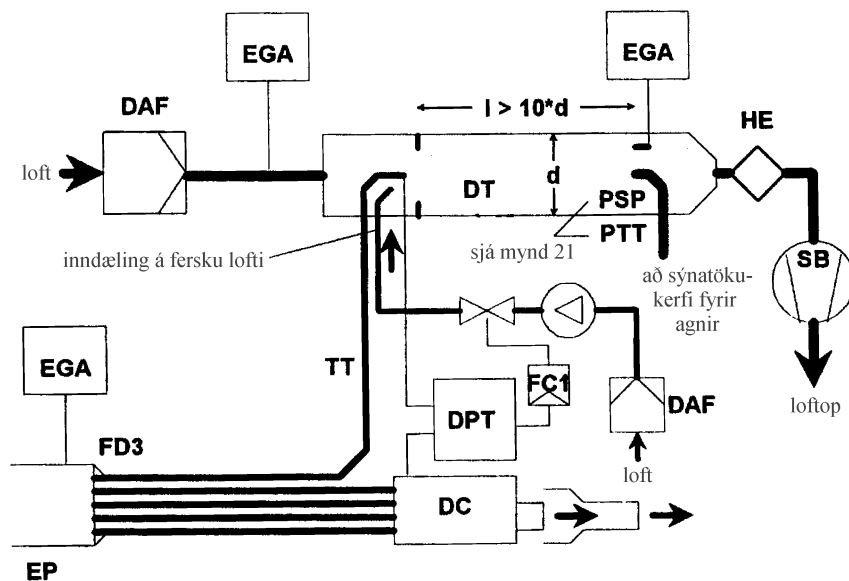 EGA
EGA
DAF
l > 10*d
HE
loft
d
DT
PSP
PTT
sjá mynd 21
inndæling á fersku lofti
að sýnatöku-
kerfi fyrir
agnir
SB
TT
EGA
FC1
DAF
DPT
loftop
FD3
loft
DC
EP